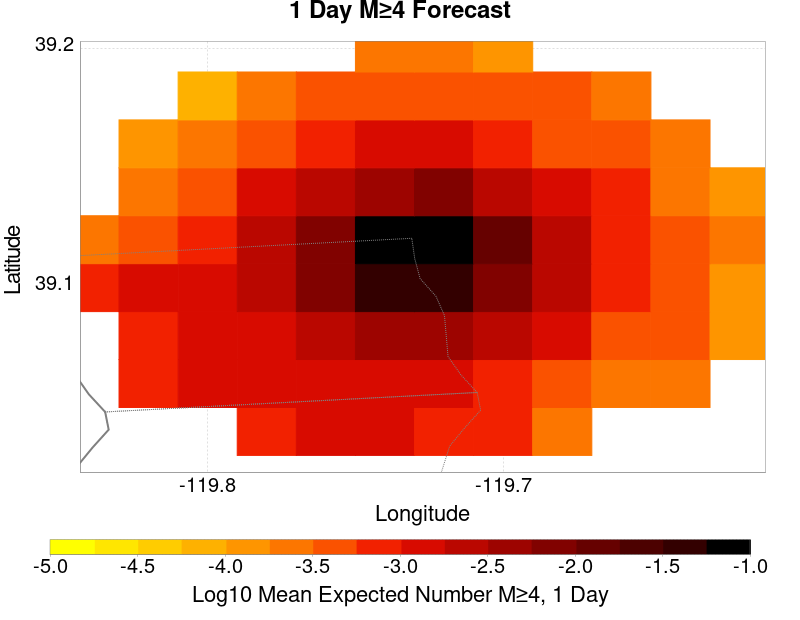 1 Day M≥4 Forecast
39.2
39.1
Latitude
-119.8 -119.7
Longitude
-5.0 -4.5 -4.0 -3.5 -3.0 -2.5 -2.0 -1.5 -1.0
Log10 Mean Expected Number M≥4, 1 Day